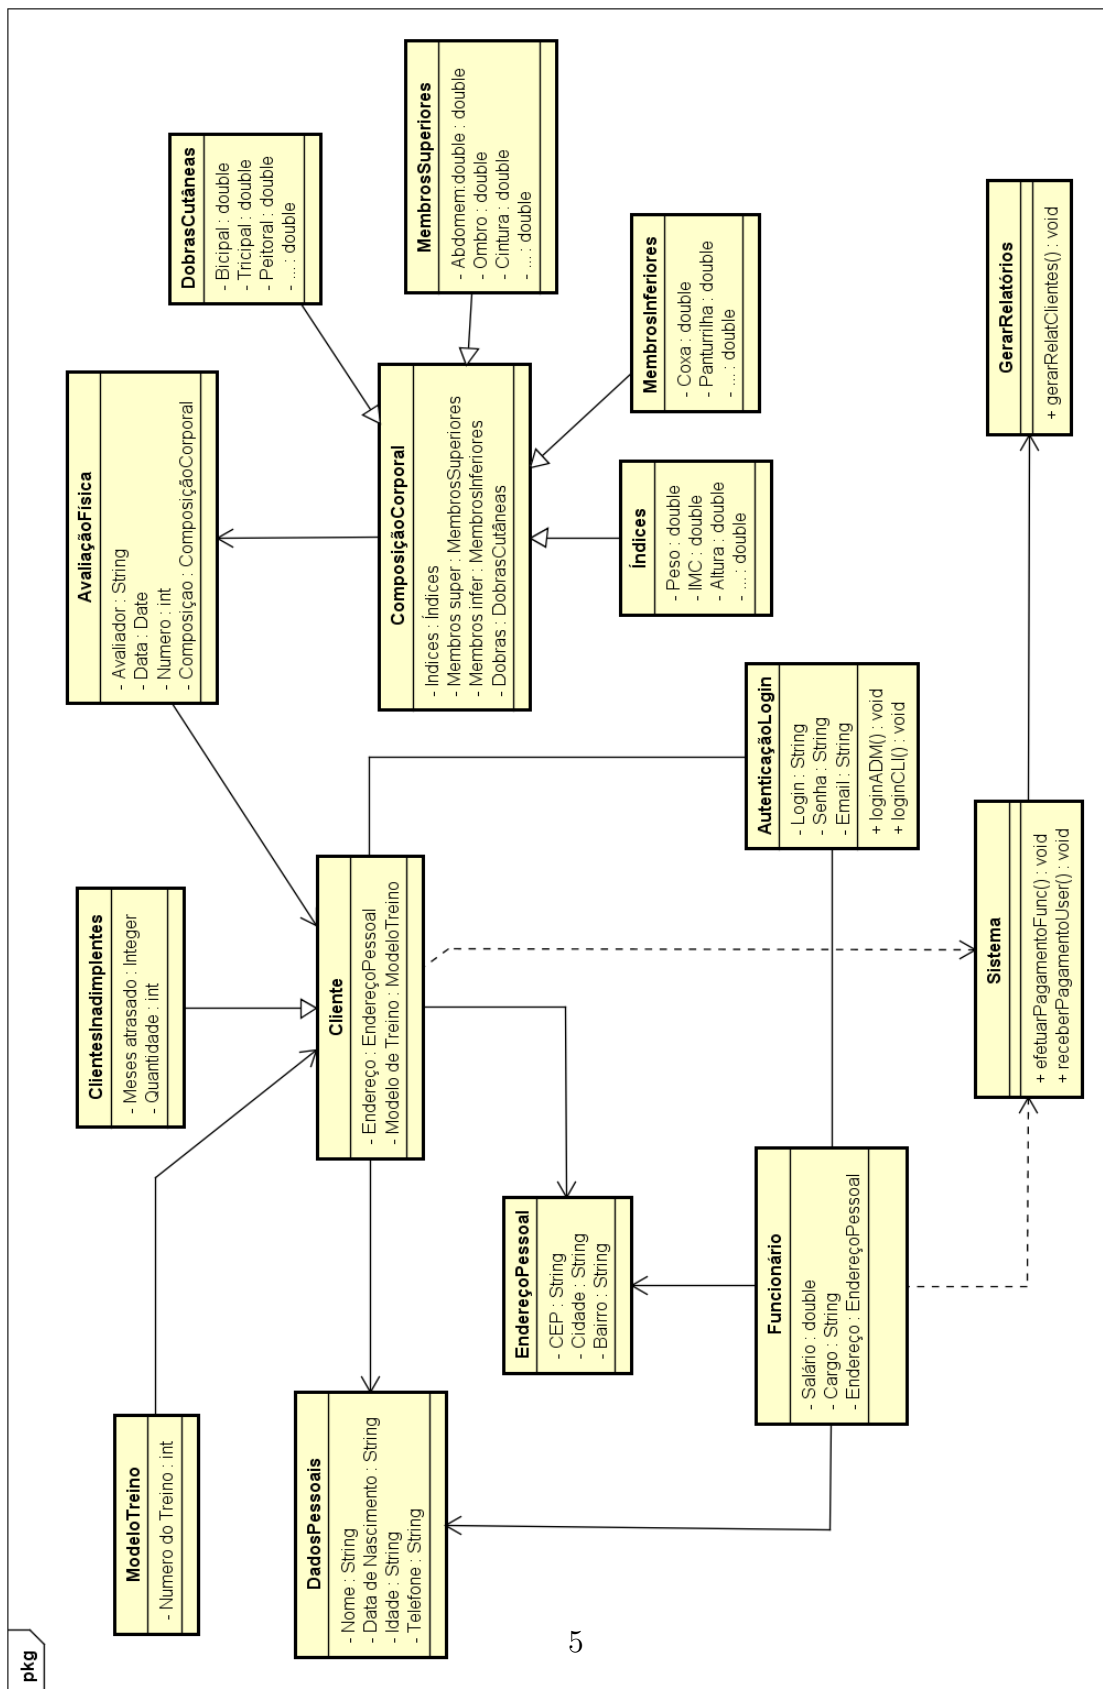 pkg
ModeloTreino
- Numero do Treino : int
ClientesInadimplentes
- Meses atrasado : Integer
- Quantidade : int
AvaliaçãoFísica
- Avaliador : String
- Data : Date
- Numero : int
- Composiçao : ComposiçãoCorporal
DobrasCutâneas
- Bicipal : double
- Tricipal : double
- Peitoral : double
- ... : double
DadosPessoais
- Nome : String
- Data de Nascimento : String
- Idade : String
- Telefone : String
Cliente
- Endereço : EndereçoPessoal
- Modelo de Treino : ModeloTreino
ComposiçãoCorporal
- Indices : Índices
- Membros super : MembrosSuperiores
- Membros infer : MembrosInferiores
- Dobras : DobrasCutâneas
MembrosSuperiores
- Abdomem:double : double
- Ombro : double
- Cintura : double
- ... : double
EndereçoPessoal
- CEP : String
- Cidade : String
- Bairro : String
Índices
- Peso : double
- IMC : double
- Altura : double
- ... : double
MembrosInferiores
- Coxa : double
- Panturrilha : double
- ... : double
Funcionário
- Salário : double
- Cargo : String
- Endereço : EndereçoPessoal
AutenticaçãoLogin
- Login : String
- Senha : String
- Email : String
+ loginADM() : void
+ loginCLI() : void
Sistema
+ efetuarPagamentoFunc() : void
+ receberPagamentoUser() : void
GerarRelatórios
+ gerarRelatClientes() : void
5